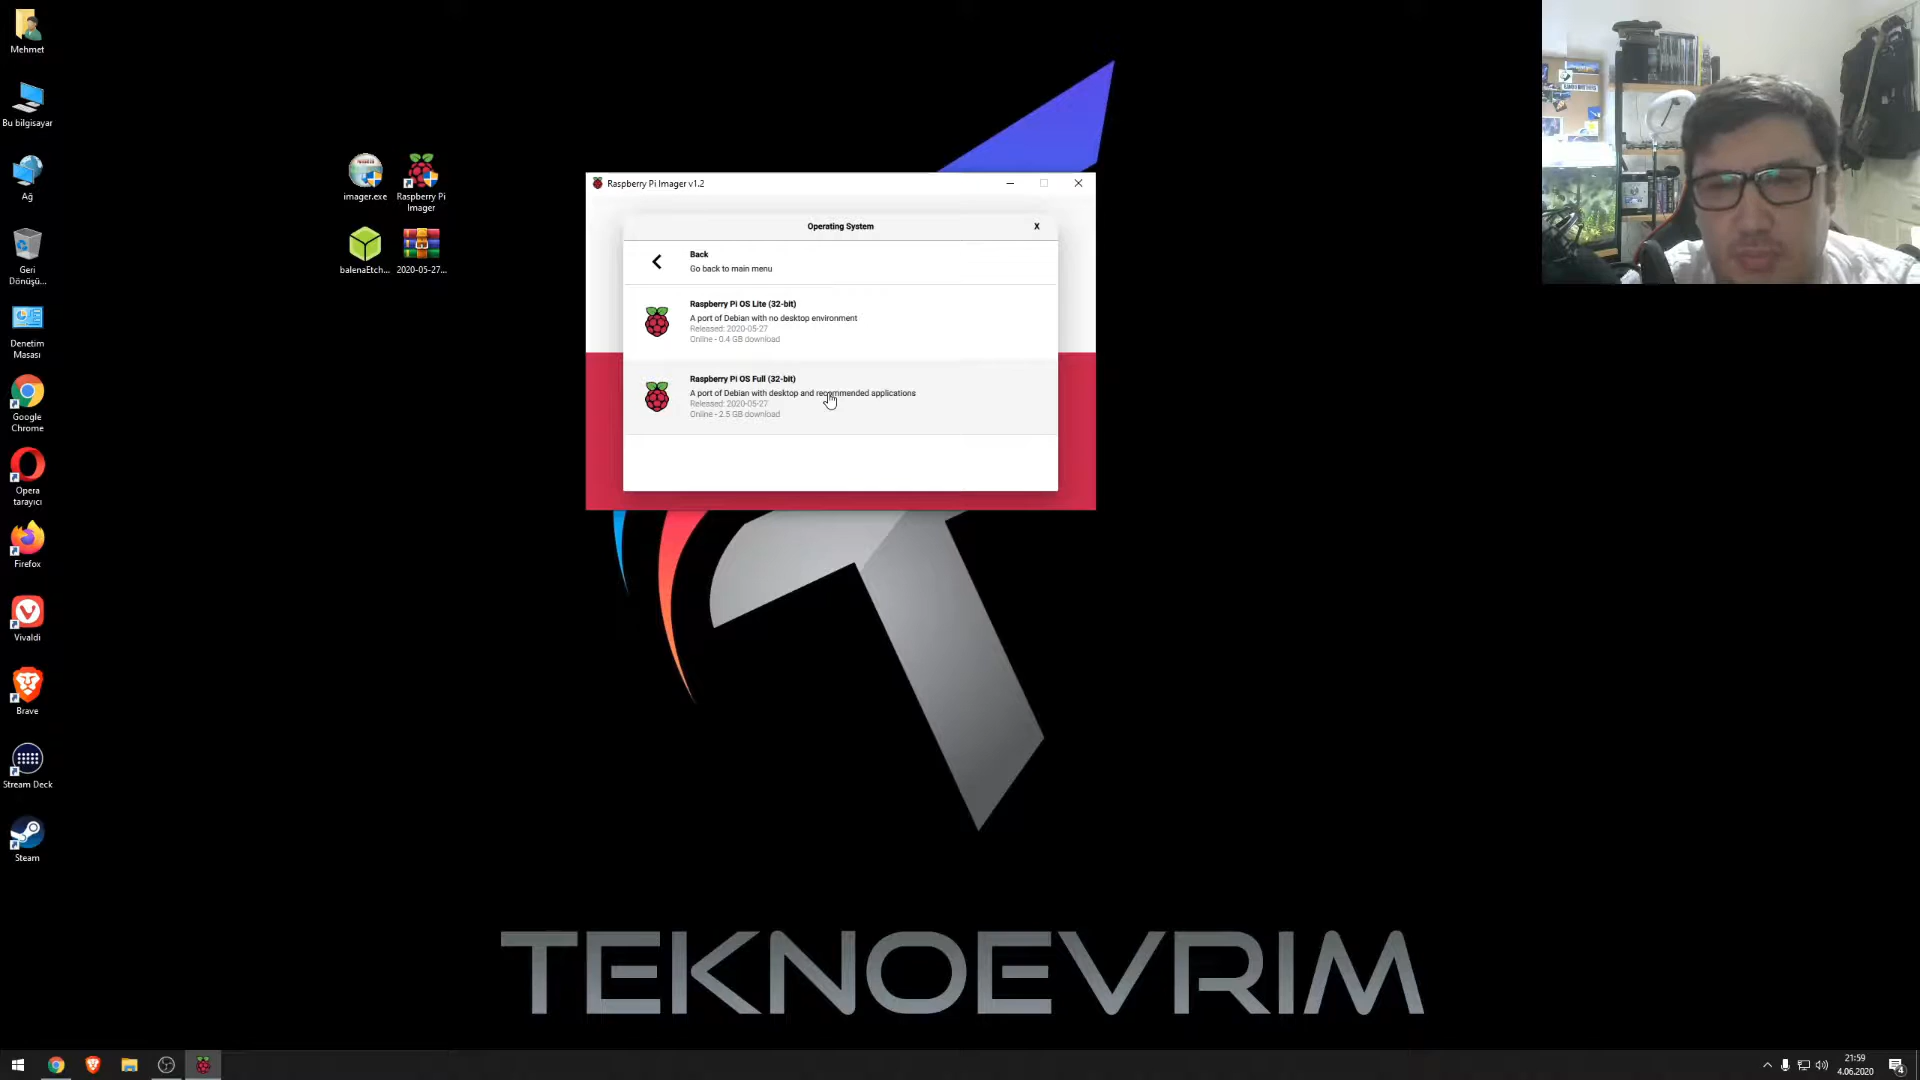 Mehmet
Bu bilgisayar
Ağ
Geri
Dönüşü...
Denetim
Masası
Google
Chrome
Opera
tarayıcı
Firefox
Vivaldi
Brave
Stream Deck
Steam
imager.exe
Raspberry Pi
Imager
balenaEtch...
2020-05-27...
Raspberry Pi Imager v1.2
Operating System
X
Back
Go back to main menu
Raspberry Pi OS Lite (32-bit)
A port of Debian with no desktop environment
Released: 2020-05-27
Online - 0.4 GB download
Raspberry Pi OS Full (32-bit)
A port of Debian with desktop and recommended applications
Released: 2020-05-27
Online - 2.5 GB download
TEKNOEVRIM
21:59
4.06.2020
4